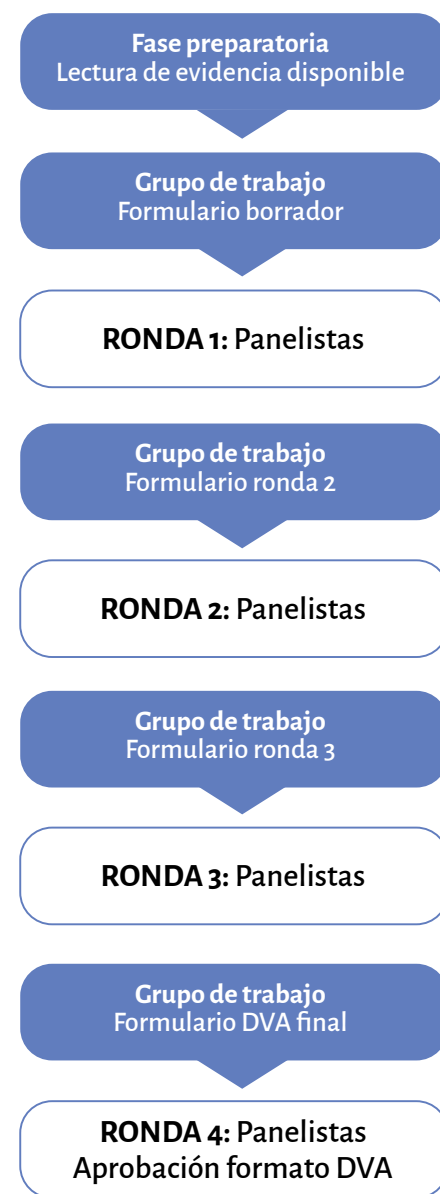 Fase preparatoria
Lectura de evidencia disponible
Grupo de trabajo
Formulario borrador
RONDA 1: Panelistas
Grupo de trabajo
Formulario ronda 2
RONDA 2: Panelistas
Grupo de trabajo
Formulario ronda 3
RONDA 3: Panelistas
Grupo de trabajo
Formulario DVA final
RONDA 4: Panelistas
Aprobación formato DVA